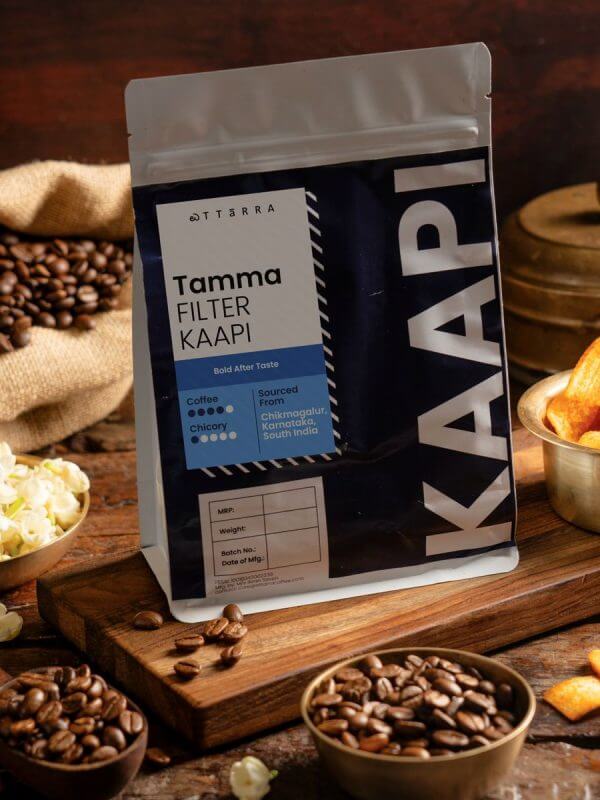 ಅTTāRRA
Tamma
FILTER
KAAPI
Bold After Taste
Coffee
Chicory
Sourced
From
Chikmagalur,
Karnataka,
South India
KAAPI
MRP:
Weight:
Batch No.:
Date of Mfg.: